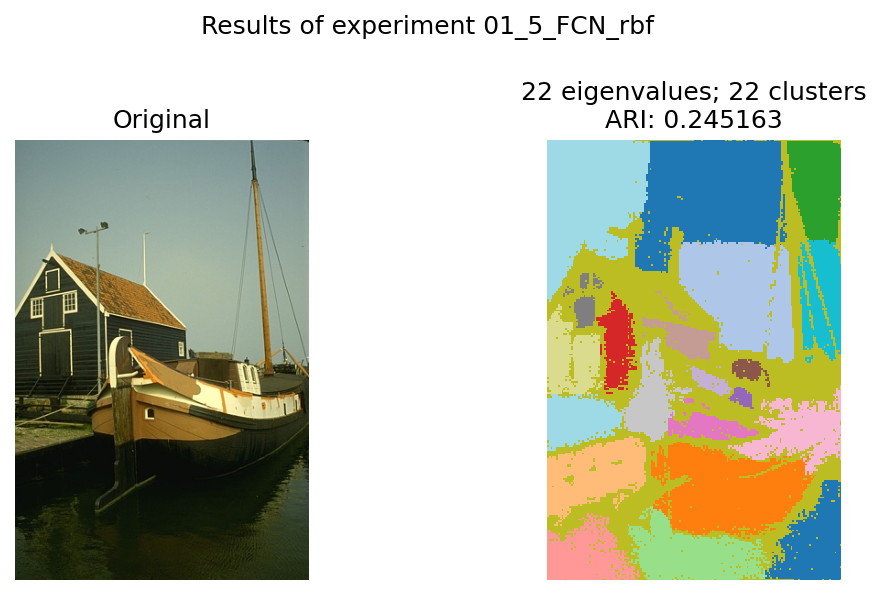 Results of experiment 01_5_FCN_rbf
Original
22 eigenvalues; 22 clusters
ARI: 0.245163